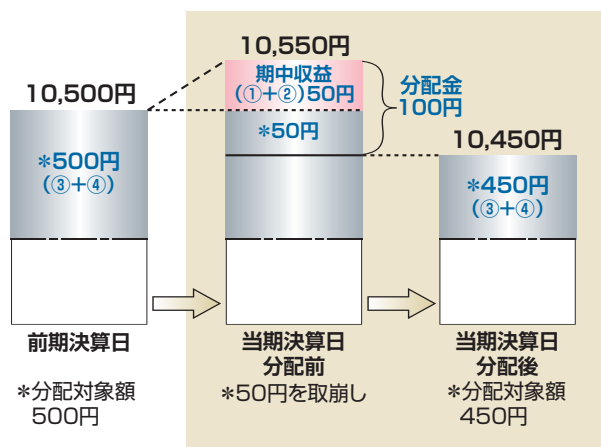 10,500円
*500円
(③+④)
前期決算日
*分配対象額
500円
10,550円
期中収益
(①+②)50円
*50円
分配金
100円
当期決算日
分配前
*50円を取崩し
10,450円
*450円
(③+④)
当期決算日
分配後
*分配対象額
450円